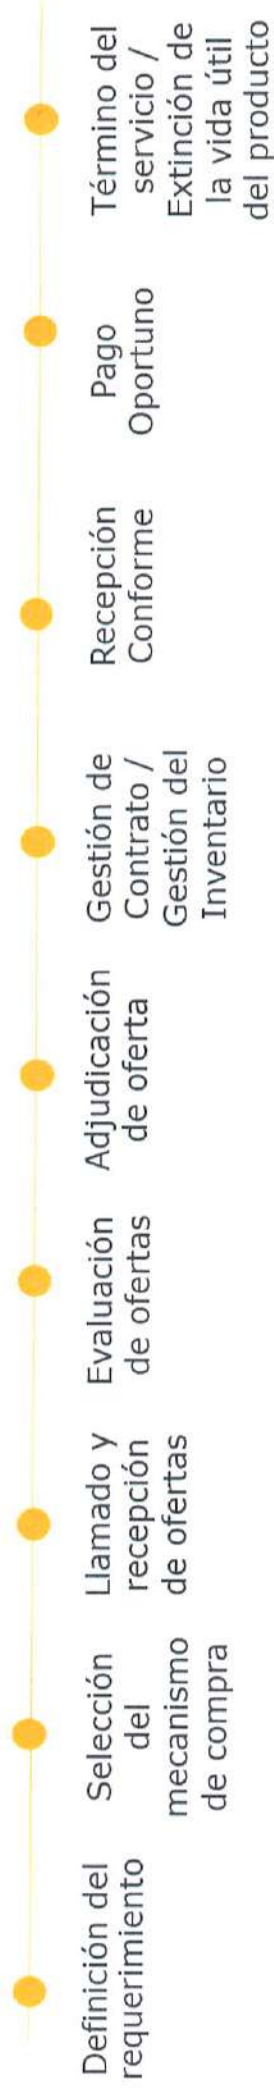 Definición del
requerimiento
Selección
del
mecanismo
de compra
Llamado y
recepción
de ofertas
Evaluación
de ofertas
Adjudicación
de oferta
Gestión de
Contrato /
Gestión del
Inventario
Recepción
Conforme
Pago
Oportuno
Término del
servicio /
Extinción de
la vida útil
del producto